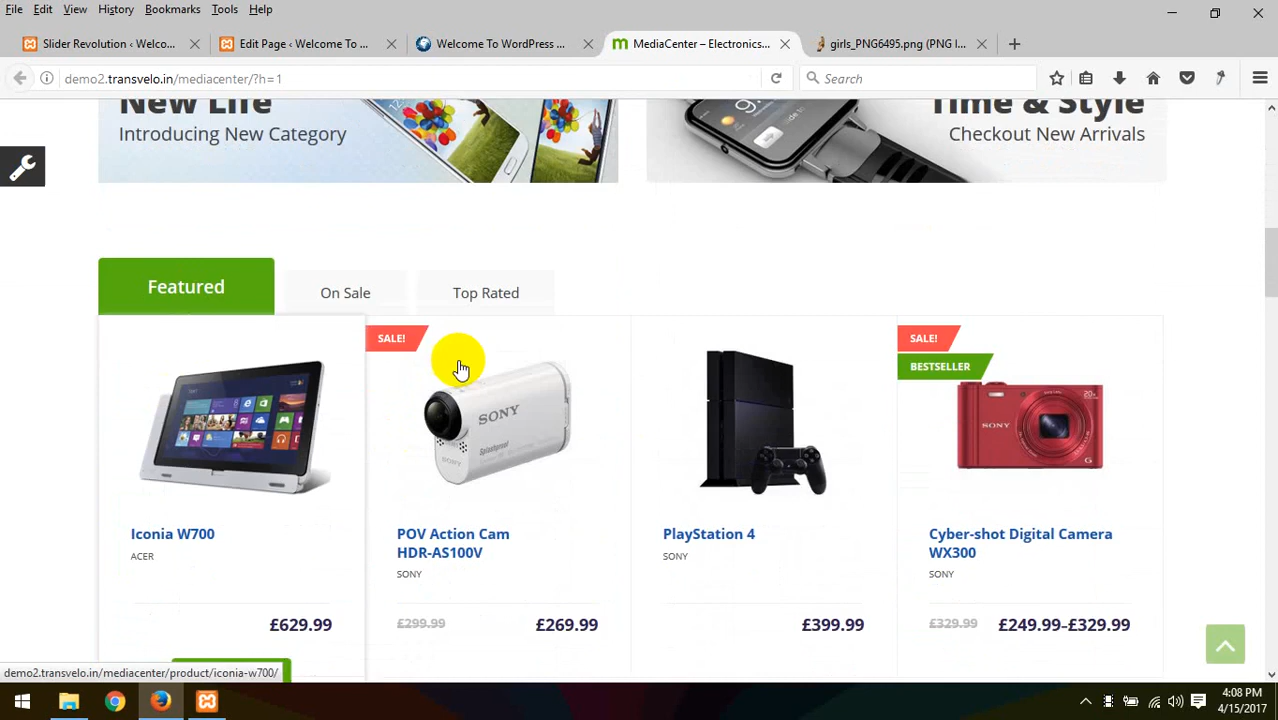 File Edit View History Bookmarks Tools Help
Slider Revolution ‹ Welco... Edit Page ‹ Welcome To ... Welcome To WordPress ... MediaCenter – Electronics... girls_PNG6495.png (PNG I...
demo2.transvelo.in/mediacenter/?h=1 Search
New Life
Introducing New Category
Time & Style
Checkout New Arrivals
Featured On Sale Top Rated
SALE!
SALE!
BESTSELLER
SONY
Splashproof
SONY
SONY
Iconia W700
ACER
£629.99
POV Action Cam
HDR-AS100V
SONY
£299.99 £269.99
PlayStation 4
SONY
£399.99
Cyber-shot Digital Camera
WX300
SONY
£329.99 £249.99–£329.99
demo2.transvelo.in/mediacenter/product/iconia-w700/
4:08 PM
4/15/2017